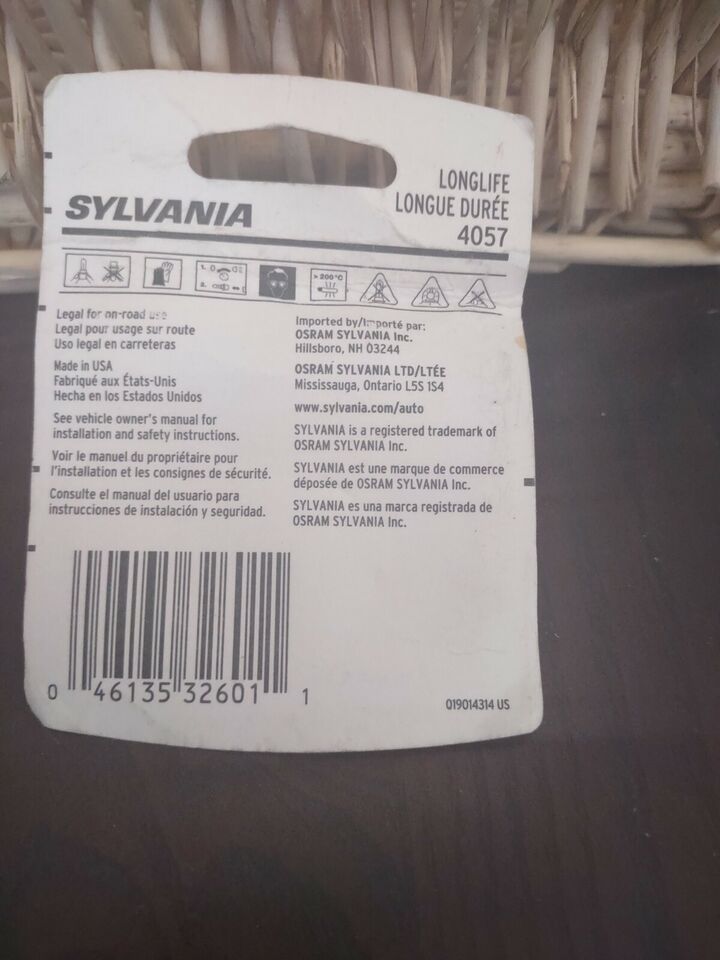 SYLVANIA
LONGLIFE
LONGUE DURÉE
4057
1.
2.
> 200°C
Legal for on-road use
Legal pour usage sur route
Uso legal en carreteras
Made in USA
Fabriqué aux États-Unis
Hecha en los Estados Unidos
See vehicle owner's manual for
installation and safety instructions.
Voir le manuel du propriétaire pour
l'installation et les consignes de sécurité.
Consulte el manual del usuario para
instrucciones de instalación y seguridad.
Imported by/Importé par:
OSRAM SYLVANIA Inc.
Hillsboro, NH 03244
OSRAM SYLVANIA LTD/LTÉE
Mississauga, Ontario L5S 1S4
www.sylvania.com/auto
SYLVANIA is a registered trademark of
OSRAM SYLVANIA Inc.
SYLVANIA est une marque de commerce
déposée de OSRAM SYLVANIA Inc.
SYLVANIA es una marca registrada de
OSRAM SYLVANIA Inc.
0 46135 32601 1
Q19014314 US